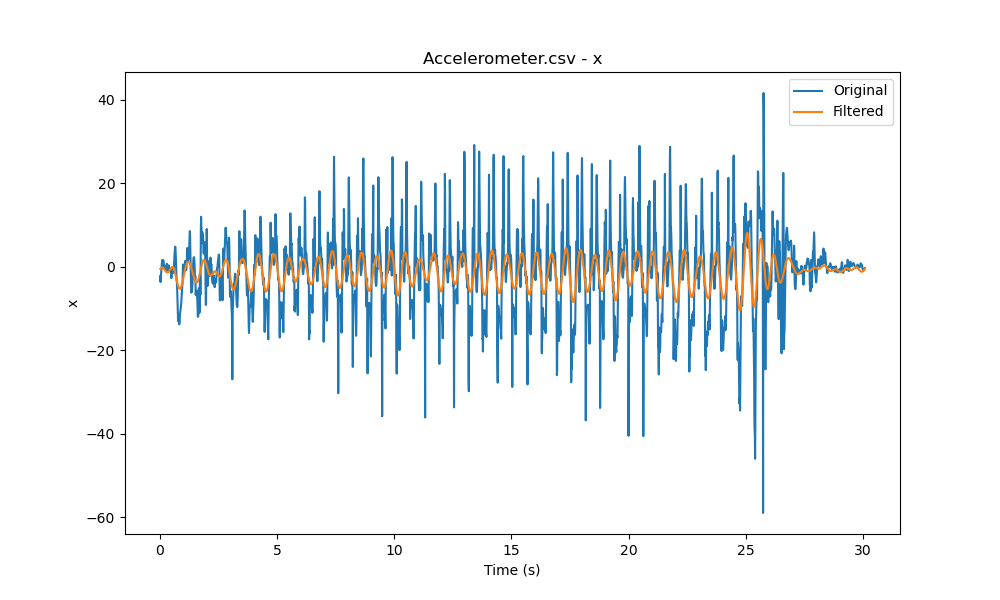 Accelerometer.csv - x
Original
Filtered
40
20
0
−20
−40
−60
x
0 5 10 15 20 25 30
Time (s)